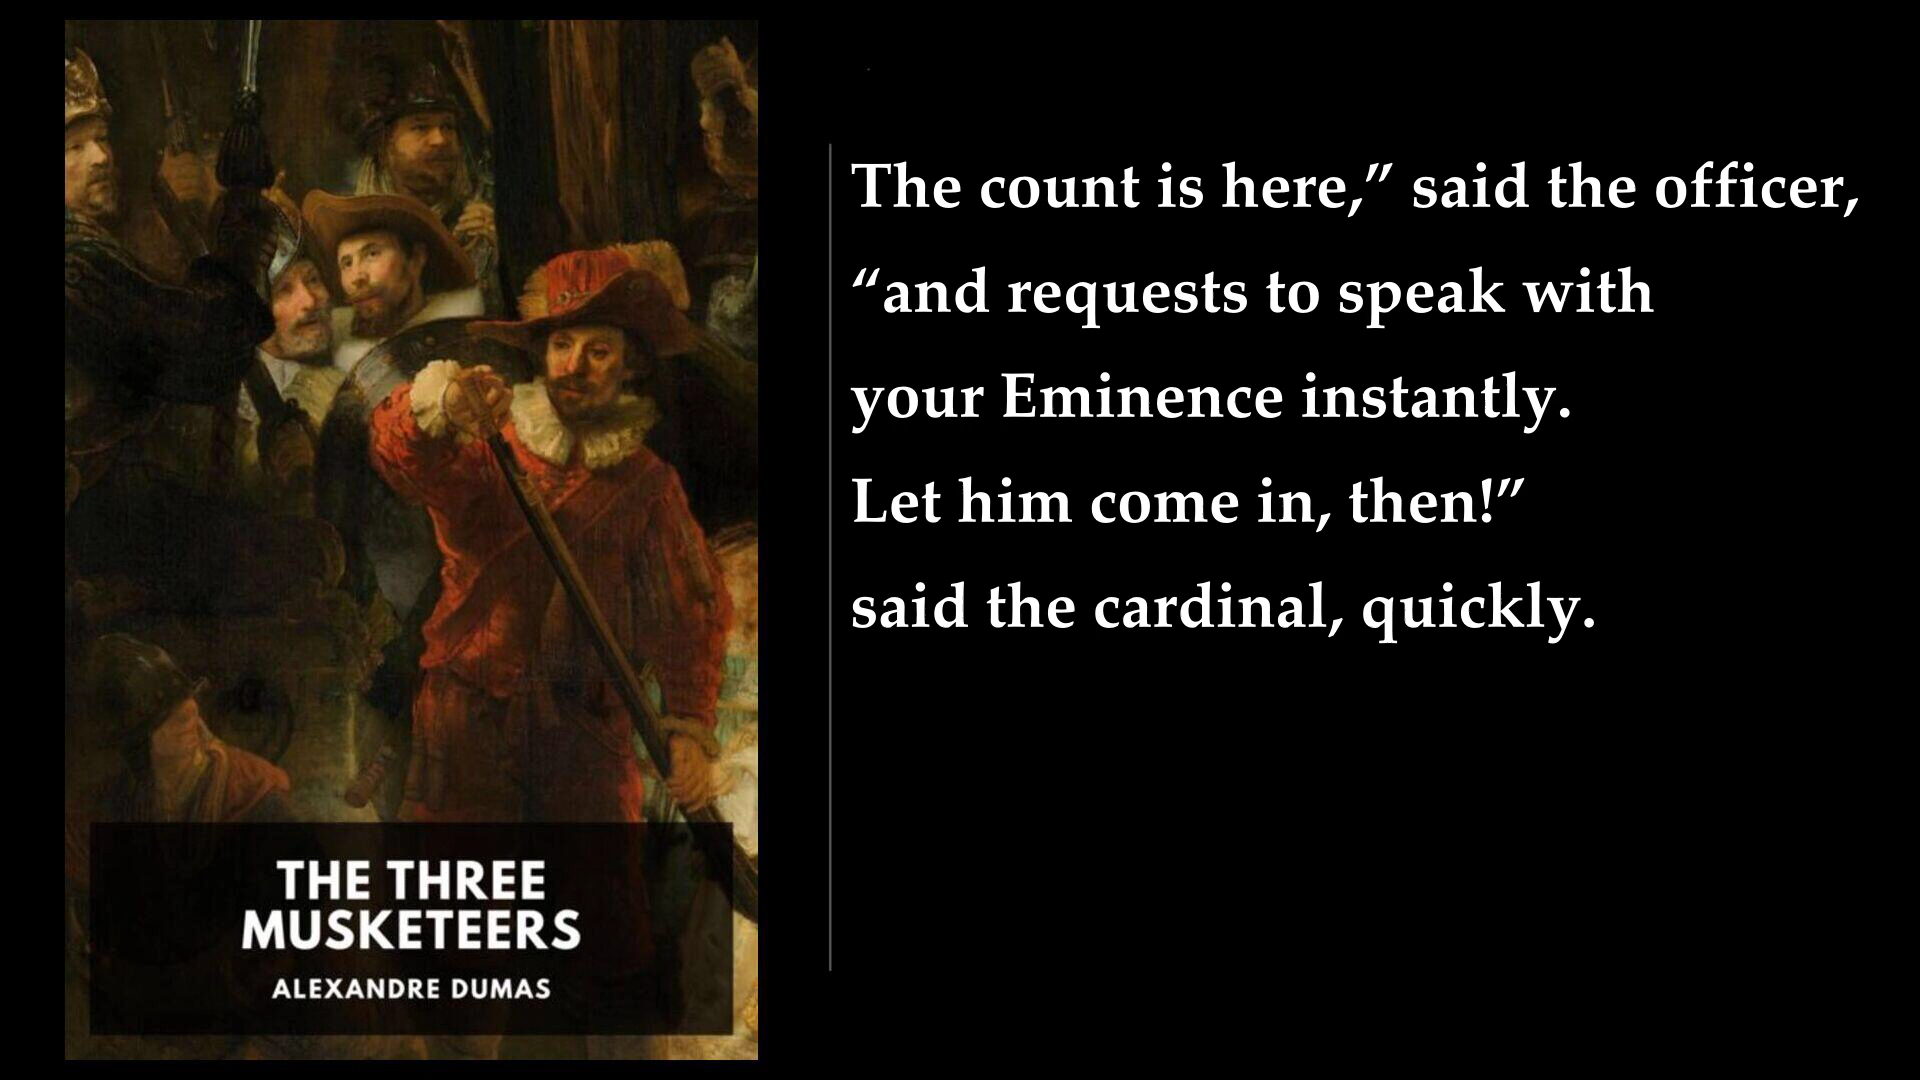 The count is here,” said the officer,
“and requests to speak with
your Eminence instantly.
Let him come in, then!”
said the cardinal, quickly.
THE THREE
MUSKETEERS
ALEXANDRE DUMAS